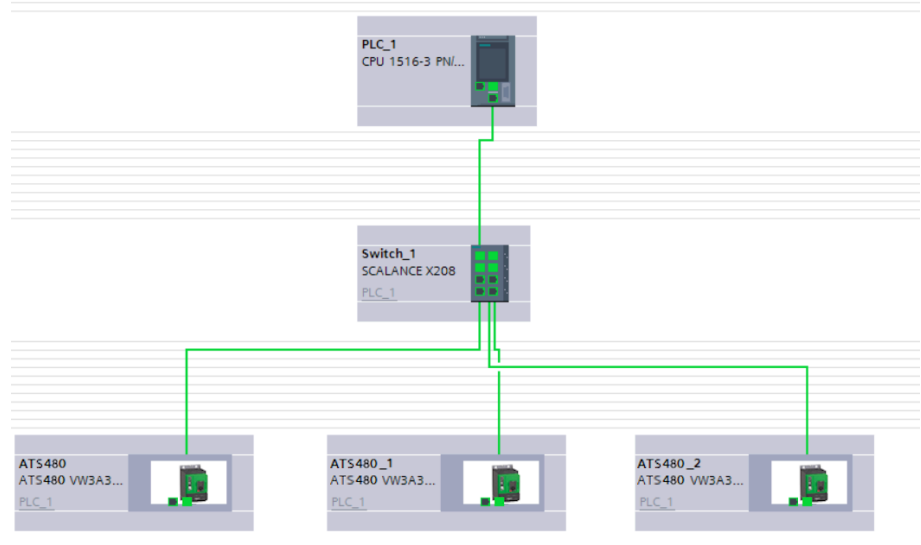 PLC_1
CPU 1516-3 PN/...
Switch_1
SCALANCE X208
PLC_1
ATS480
ATS480 VW3A3...
PLC_1
ATS480_1
ATS480 VW3A3...
PLC_1
ATS480_2
ATS480 VW3A3...
PLC_1